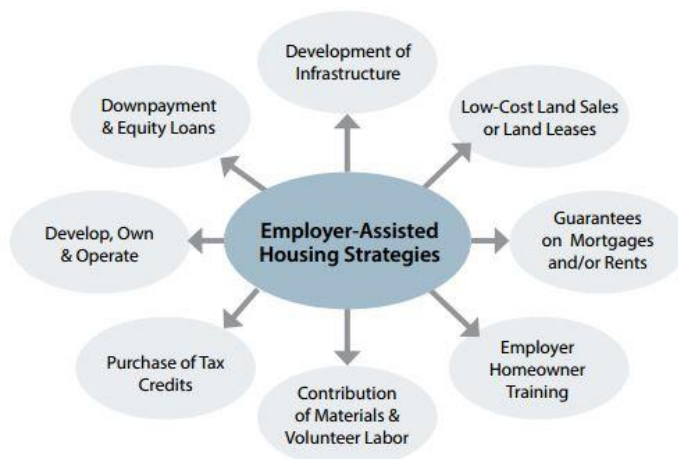 Development of
Infrastructure
Downpayment
& Equity Loans
Low-Cost Land Sales
or Land Leases
Employer-Assisted
Housing Strategies
Develop, Own
& Operate
Guarantees
on Mortgages
and/or Rents
Purchase of Tax
Credits
Contribution
of Materials &
Volunteer Labor
Employer
Homeowner
Training